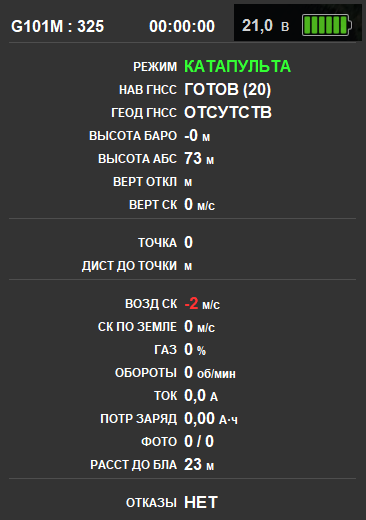 G101M : 325 00:00:00 21,0 В
РЕЖИМ КАТАПУЛЬТА
НАВ ГНСС ГОТОВ (20)
ГЕОД ГНСС ОТСУТСТВ
ВЫСОТА БАРО -0 м
ВЫСОТА АБС 73 м
ВЕРТ ОТКЛ м
ВЕРТ СК 0 м/с
ТОЧКА 0
ДИСТ ДО ТОЧКИ м
ВОЗД СК -2 м/с
СК ПО ЗЕМЛЕ 0 м/с
ГАЗ 0 %
ОБОРОТЫ 0 об/мин
ТОК 0,0 А
ПОТР ЗАРЯД 0,00 А·ч
ФОТО 0 / 0
РАССТ ДО БЛА 23 м
ОТКАЗЫ НЕТ